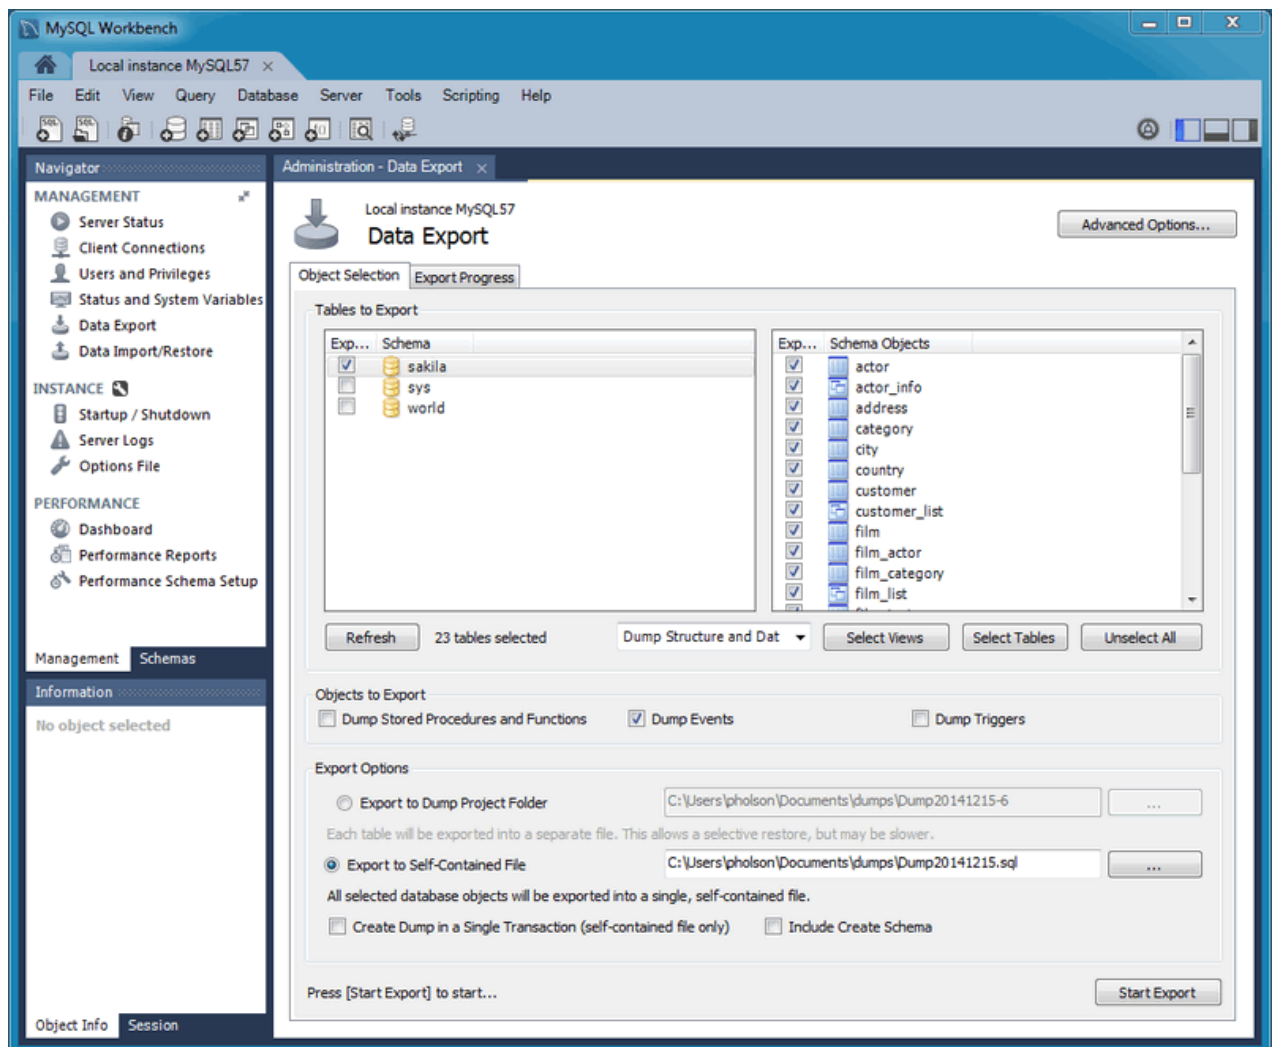 MySQL Workbench
Local instance MySQL57
File Edit View Query Database Server Tools Scripting Help
Navigator
MANAGEMENT
Server Status
Client Connections
Users and Privileges
Status and System Variables
Data Export
Data Import/Restore
INSTANCE
Startup / Shutdown
Server Logs
Options File
PERFORMANCE
Dashboard
Performance Reports
Performance Schema Setup
Management Schemas
Information
No object selected
Object Info Session
Administration - Data Export
Local instance MySQL57
Data Export
Advanced Options...
Object Selection Export Progress
Tables to Export
Exp... Schema
sakila
sys
world
Exp... Schema Objects
actor
actor_info
address
category
city
country
customer
customer_list
film
film_actor
film_category
film_list
Refresh 23 tables selected Dump Structure and Dat Select Views Select Tables Unselect All
Objects to Export
Dump Stored Procedures and Functions Dump Events Dump Triggers
Export Options
Export to Dump Project Folder C:\Users\pholson\Documents\dumps\Dump20141215-6 ...
Each table will be exported into a separate file. This allows a selective restore, but may be slower.
Export to Self-Contained File C:\Users\pholson\Documents\dumps\Dump20141215.sql ...
All selected database objects will be exported into a single, self-contained file.
Create Dump in a Single Transaction (self-contained file only) Include Create Schema
Press [Start Export] to start... Start Export